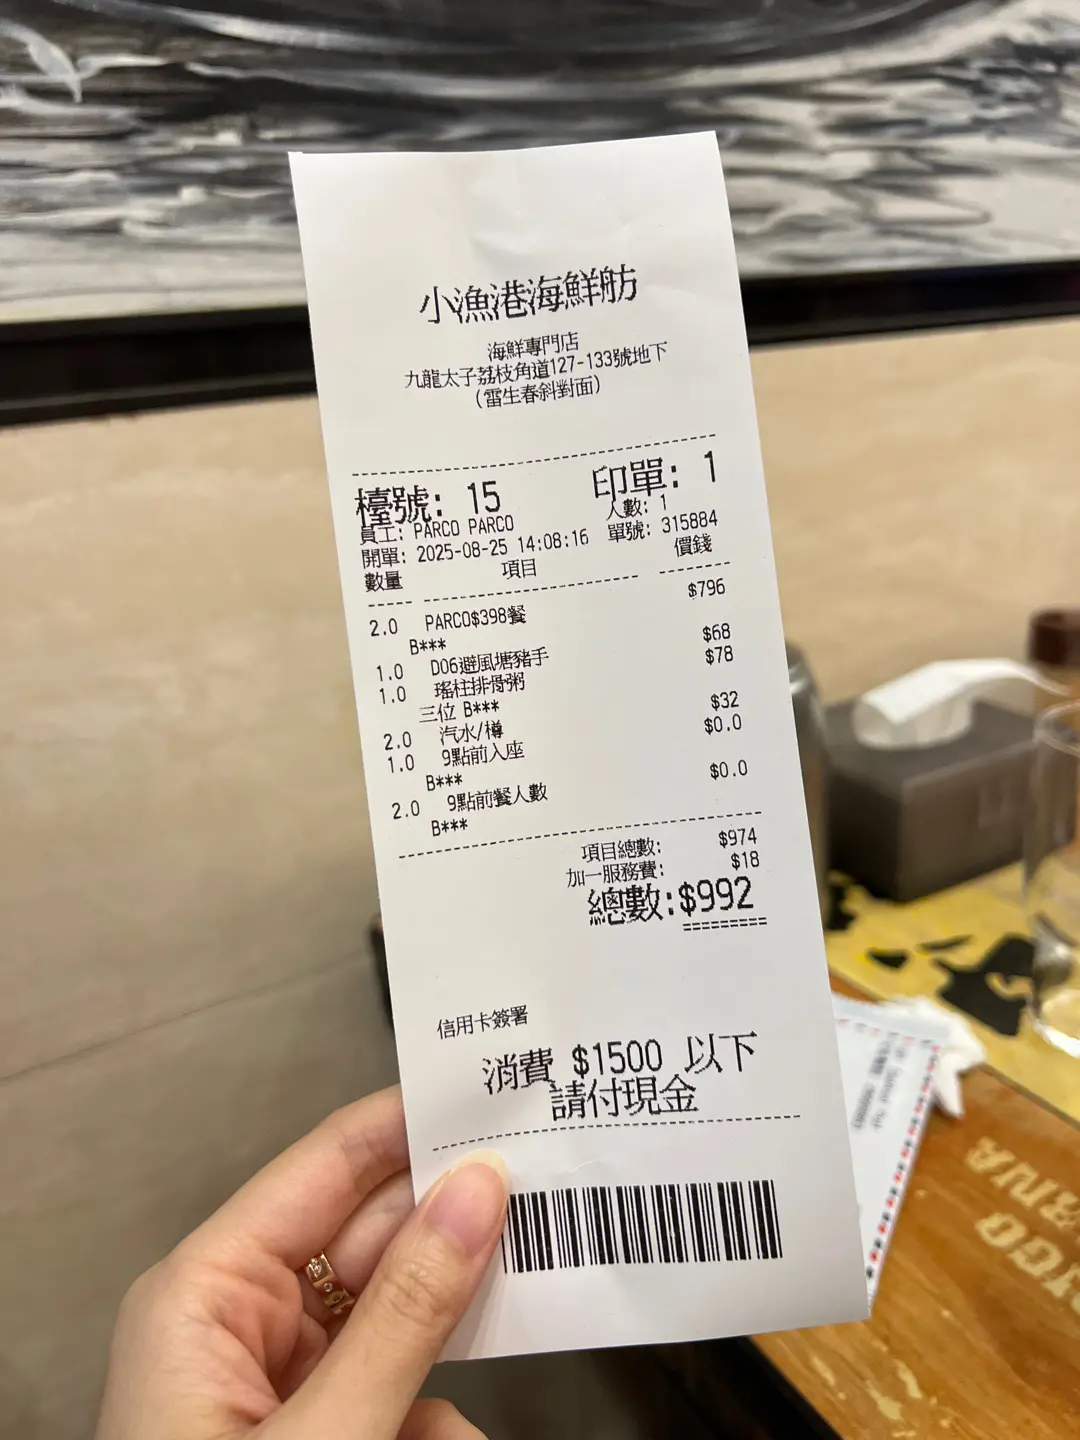 小漁港海鮮舫
海鮮專門店
九龍太子荔枝角道127-133號地下
(雷生春斜對面)
檯號: 15 印單: 1
員工: PARCO PARCO 人數: 1
開單: 2025-08-25 14:08:16 單號: 315884
數量 項目 價錢
2.0 PARCO$398餐 $796
B***
1.0 D06避風塘豬手 $68
1.0 瑤柱排骨粥 $78
三位 B***
2.0 汽水/樽 $32
1.0 9點前入座 $0.0
B***
2.0 9點前餐人數 $0.0
B***
項目總數: $974
加一服務費: $18
總數:$992
信用卡簽署
消費 $1500 以下
請付現金